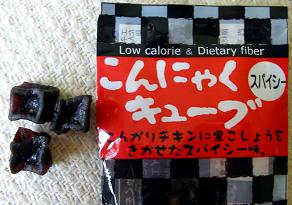 Low calorie & Dietary fiber
こんにゃく
キューブ
スパイシー
こんがりチキンに黒こしょうを
きかせたスパイシー味。